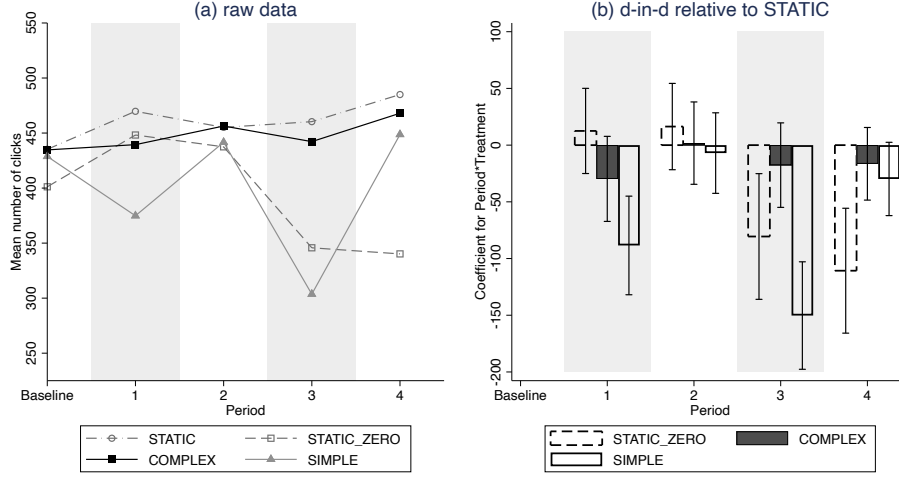 (a) raw data
Mean number of clicks
550
500
450
400
350
300
250
Baseline 1 2 3 4
Period
STATIC STATIC_ZERO
COMPLEX SIMPLE
(b) d-in-d relative to STATIC
Coefficient for Period*Treatment
100
50
0
-50
-100
-150
-200
Baseline 1 2 3 4
Period
STATIC_ZERO COMPLEX
SIMPLE